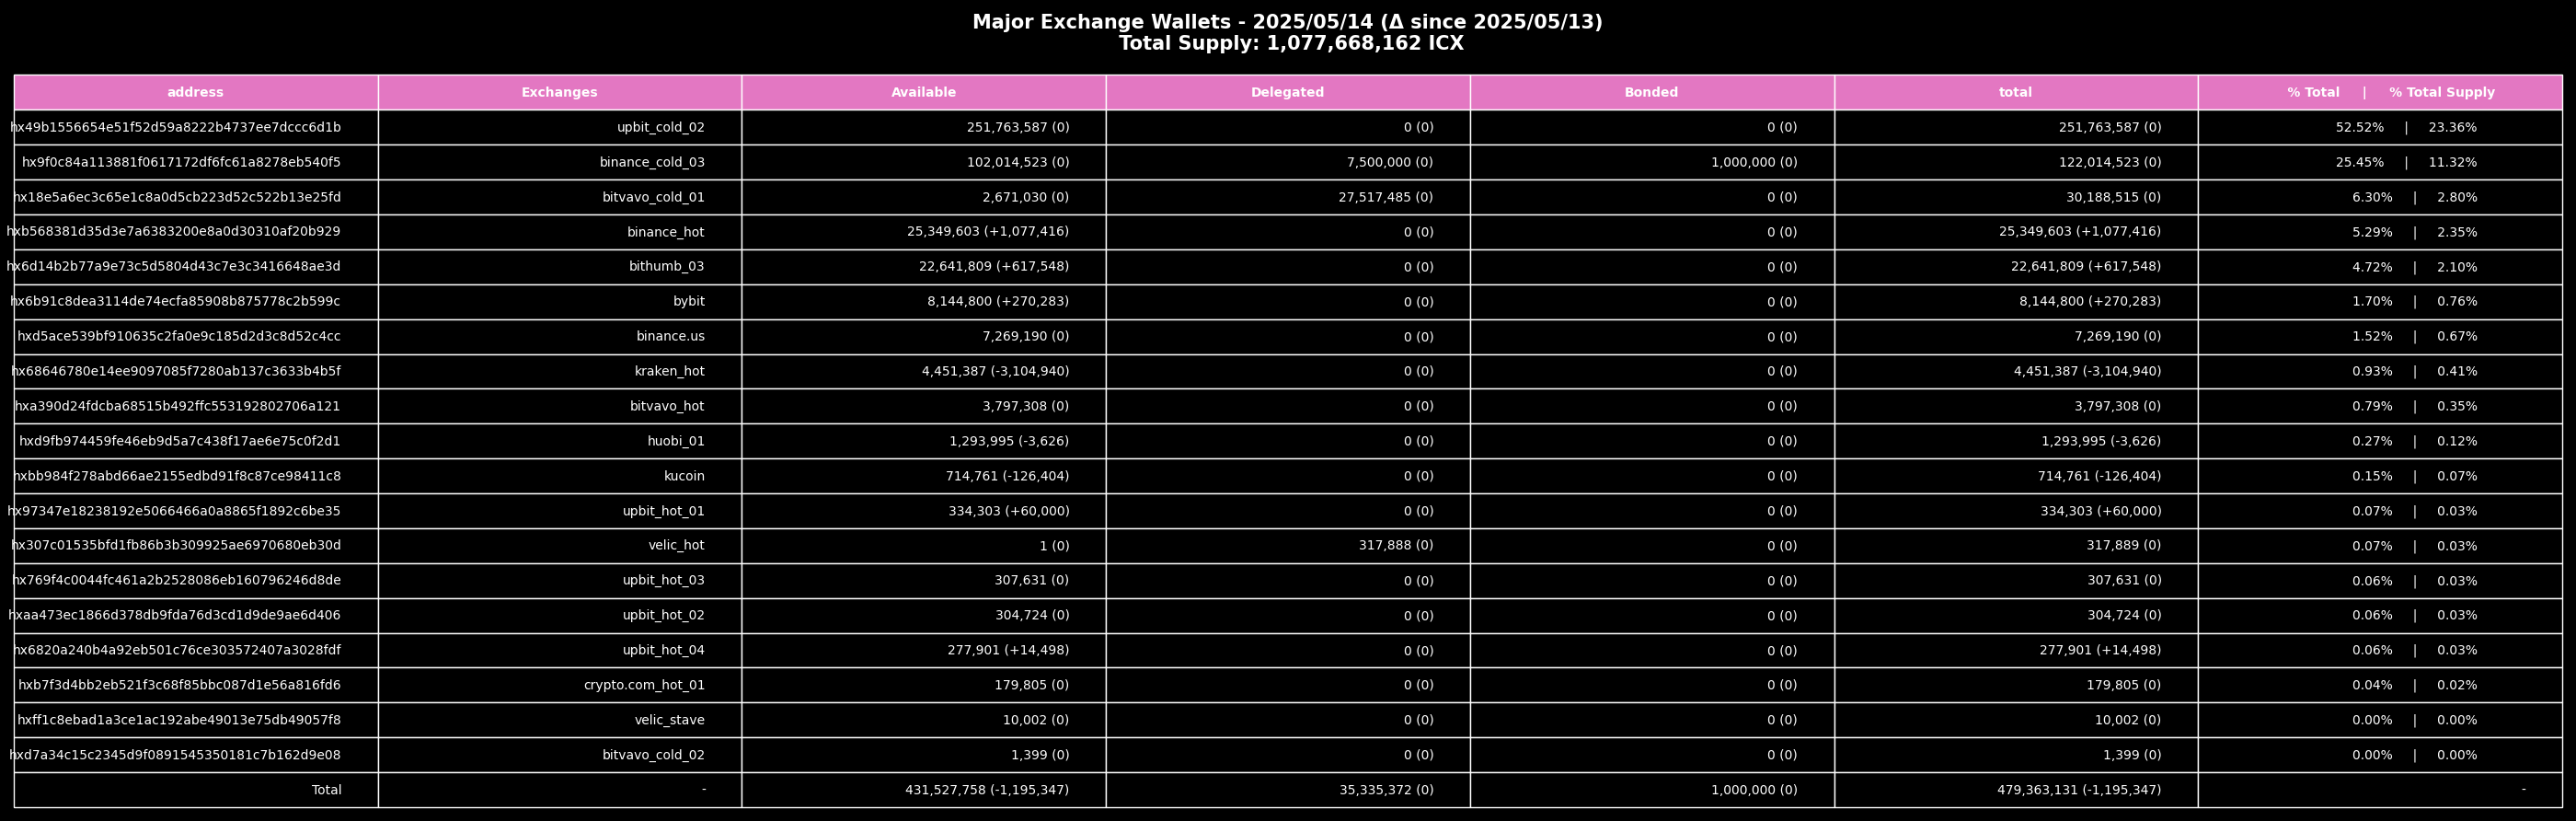 Major Exchange Wallets - 2025/05/14 (Δ since 2025/05/13)
Total Supply: 1,077,668,162 ICX
address Exchanges Available Delegated Bonded total % Total | % Total Supply
hx49b1556654e51f52d59a8222b4737ee7dccc6d1b upbit_cold_02 251,763,587 (0) 0 (0) 0 (0) 251,763,587 (0) 52.52% | 23.36%
hx9f0c84a113881f0617172df6fc61a8278eb540f5 binance_cold_03 102,014,523 (0) 7,500,000 (0) 1,000,000 (0) 122,014,523 (0) 25.45% | 11.32%
hx18e5a6ec3c65e1c8a0d5cb223d52c522b13e25fd bitvavo_cold_01 2,671,030 (0) 27,517,485 (0) 0 (0) 30,188,515 (0) 6.30% | 2.80%
hxb568381d35d3e7a6383200e8a0d30310af20b929 binance_hot 25,349,603 (+1,077,416) 0 (0) 0 (0) 25,349,603 (+1,077,416) 5.29% | 2.35%
hx6d14b2b77a9e73c5d5804d43c7e3c3416648ae3d bithumb_03 22,641,809 (+617,548) 0 (0) 0 (0) 22,641,809 (+617,548) 4.72% | 2.10%
hx6b91c8dea3114de74ecfa85908b875778c2b599c bybit 8,144,800 (+270,283) 0 (0) 0 (0) 8,144,800 (+270,283) 1.70% | 0.76%
hxd5ace539bf910635c2fa0e9c185d2d3c8d52c4cc binance.us 7,269,190 (0) 0 (0) 0 (0) 7,269,190 (0) 1.52% | 0.67%
hx68646780e14ee9097085f7280ab137c3633b4b5f kraken_hot 4,451,387 (-3,104,940) 0 (0) 0 (0) 4,451,387 (-3,104,940) 0.93% | 0.41%
hxa390d24fdcba68515b492ffc553192802706a121 bitvavo_hot 3,797,308 (0) 0 (0) 0 (0) 3,797,308 (0) 0.79% | 0.35%
hxd9fb974459fe46eb9d5a7c438f17ae6e75c0f2d1 huobi_01 1,293,995 (-3,626) 0 (0) 0 (0) 1,293,995 (-3,626) 0.27% | 0.12%
hxbb984f278abd66ae2155edbd91f8c87ce98411c8 kucoin 714,761 (-126,404) 0 (0) 0 (0) 714,761 (-126,404) 0.15% | 0.07%
hx97347e18238192e5066466a0a8865f1892c6be35 upbit_hot_01 334,303 (+60,000) 0 (0) 0 (0) 334,303 (+60,000) 0.07% | 0.03%
hx307c01535bfd1fb86b3b309925ae6970680eb30d velic_hot 1 (0) 317,888 (0) 0 (0) 317,889 (0) 0.07% | 0.03%
hx769f4c0044fc461a2b2528086eb160796246d8de upbit_hot_03 307,631 (0) 0 (0) 0 (0) 307,631 (0) 0.06% | 0.03%
hxaa473ec1866d378db9fda76d3cd1d9de9ae6d406 upbit_hot_02 304,724 (0) 0 (0) 0 (0) 304,724 (0) 0.06% | 0.03%
hx6820a240b4a92eb501c76ce303572407a3028fdf upbit_hot_04 277,901 (+14,498) 0 (0) 0 (0) 277,901 (+14,498) 0.06% | 0.03%
hxb7f3d4bb2eb521f3c68f85bbc087d1e56a816fd6 crypto.com_hot_01 179,805 (0) 0 (0) 0 (0) 179,805 (0) 0.04% | 0.02%
hxff1c8ebad1a3ce1ac192abe49013e75db49057f8 velic_stave 10,002 (0) 0 (0) 0 (0) 10,002 (0) 0.00% | 0.00%
hxd7a34c15c2345d9f0891545350181c7b162d9e08 bitvavo_cold_02 1,399 (0) 0 (0) 0 (0) 1,399 (0) 0.00% | 0.00%
Total - 431,527,758 (-1,195,347) 35,335,372 (0) 1,000,000 (0) 479,363,131 (-1,195,347) -